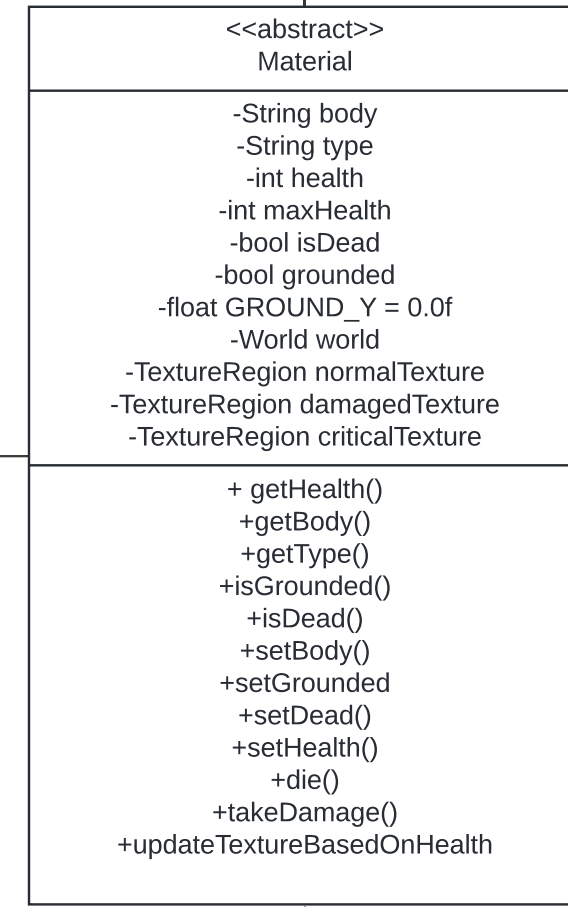 <<abstract>>
Material
-String body
-String type
-int health
-int maxHealth
-bool isDead
-bool grounded
-float GROUND_Y = 0.0f
-World world
-TextureRegion normalTexture
-TextureRegion damagedTexture
-TextureRegion criticalTexture
+ getHealth()
+getBody()
+getType()
+isGrounded()
+isDead()
+setBody()
+setGrounded
+setDead()
+setHealth()
+die()
+takeDamage()
+updateTextureBasedOnHealth